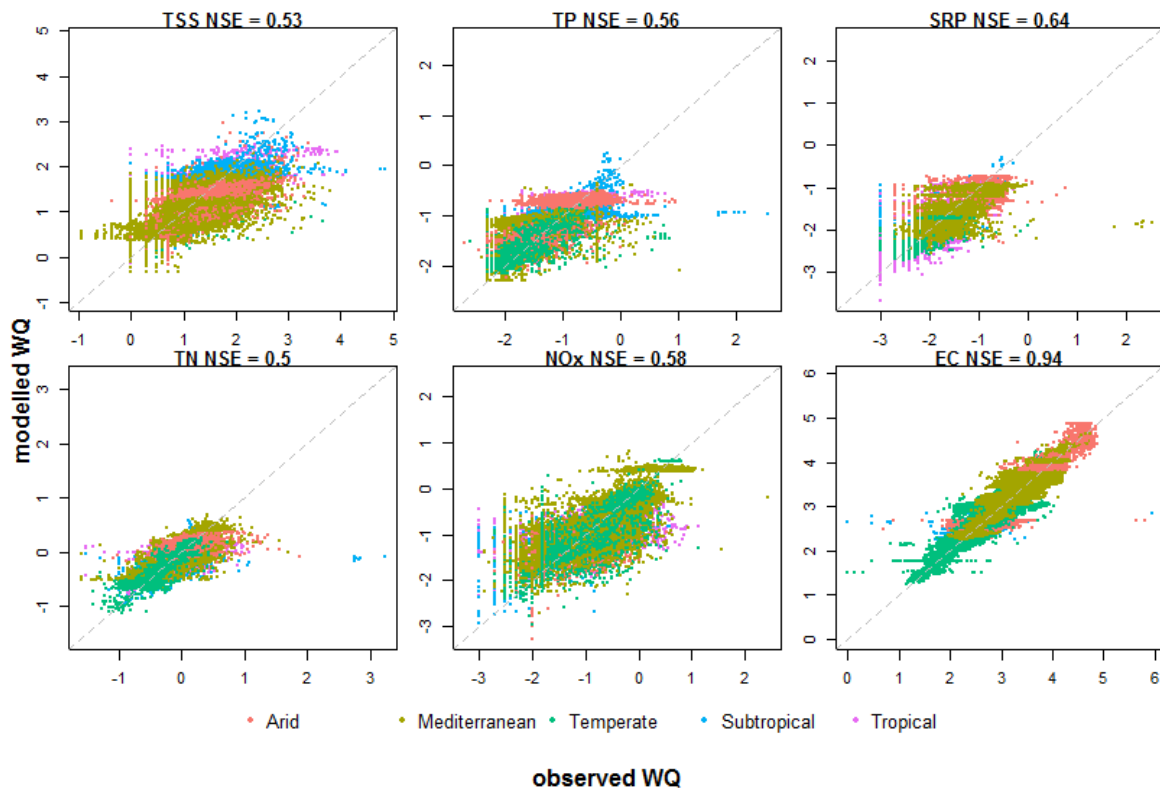 TSS NSE = 0.53
TP NSE = 0.56
SRP NSE = 0.64
5
4
3
2
1
0
-1
-1 0 1 2 3 4 5
2
1
0
-1
-2
-2 -1 0 1 2
2
1
0
-1
-2
-3
-3 -2 -1 0 1 2
TN NSE = 0.5
NOx NSE = 0.58
EC NSE = 0.94
modelled WQ
3
2
1
0
-1
-1 0 1 2 3
2
1
0
-1
-2
-3
-3 -2 -1 0 1 2
6
5
4
3
2
1
0
0 1 2 3 4 5 6
Arid Mediterranean Temperate Subtropical Tropical
observed WQ